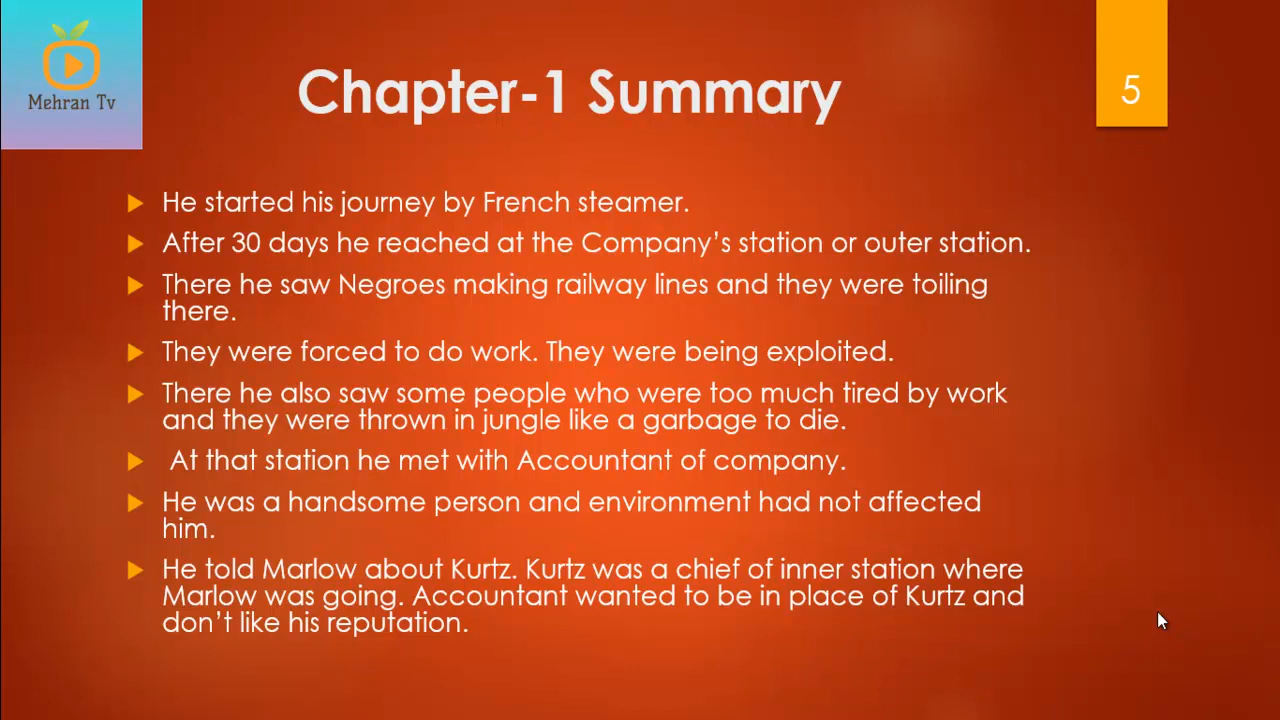 Mehran Tv
Chapter-1 Summary
5
He started his journey by French steamer.
After 30 days he reached at the Company’s station or outer station.
There he saw Negroes making railway lines and they were toiling
there.
They were forced to do work. They were being exploited.
There he also saw some people who were too much tired by work
and they were thrown in jungle like a garbage to die.
At that station he met with Accountant of company.
He was a handsome person and environment had not affected
him.
He told Marlow about Kurtz. Kurtz was a chief of inner station where
Marlow was going. Accountant wanted to be in place of Kurtz and
don’t like his reputation.